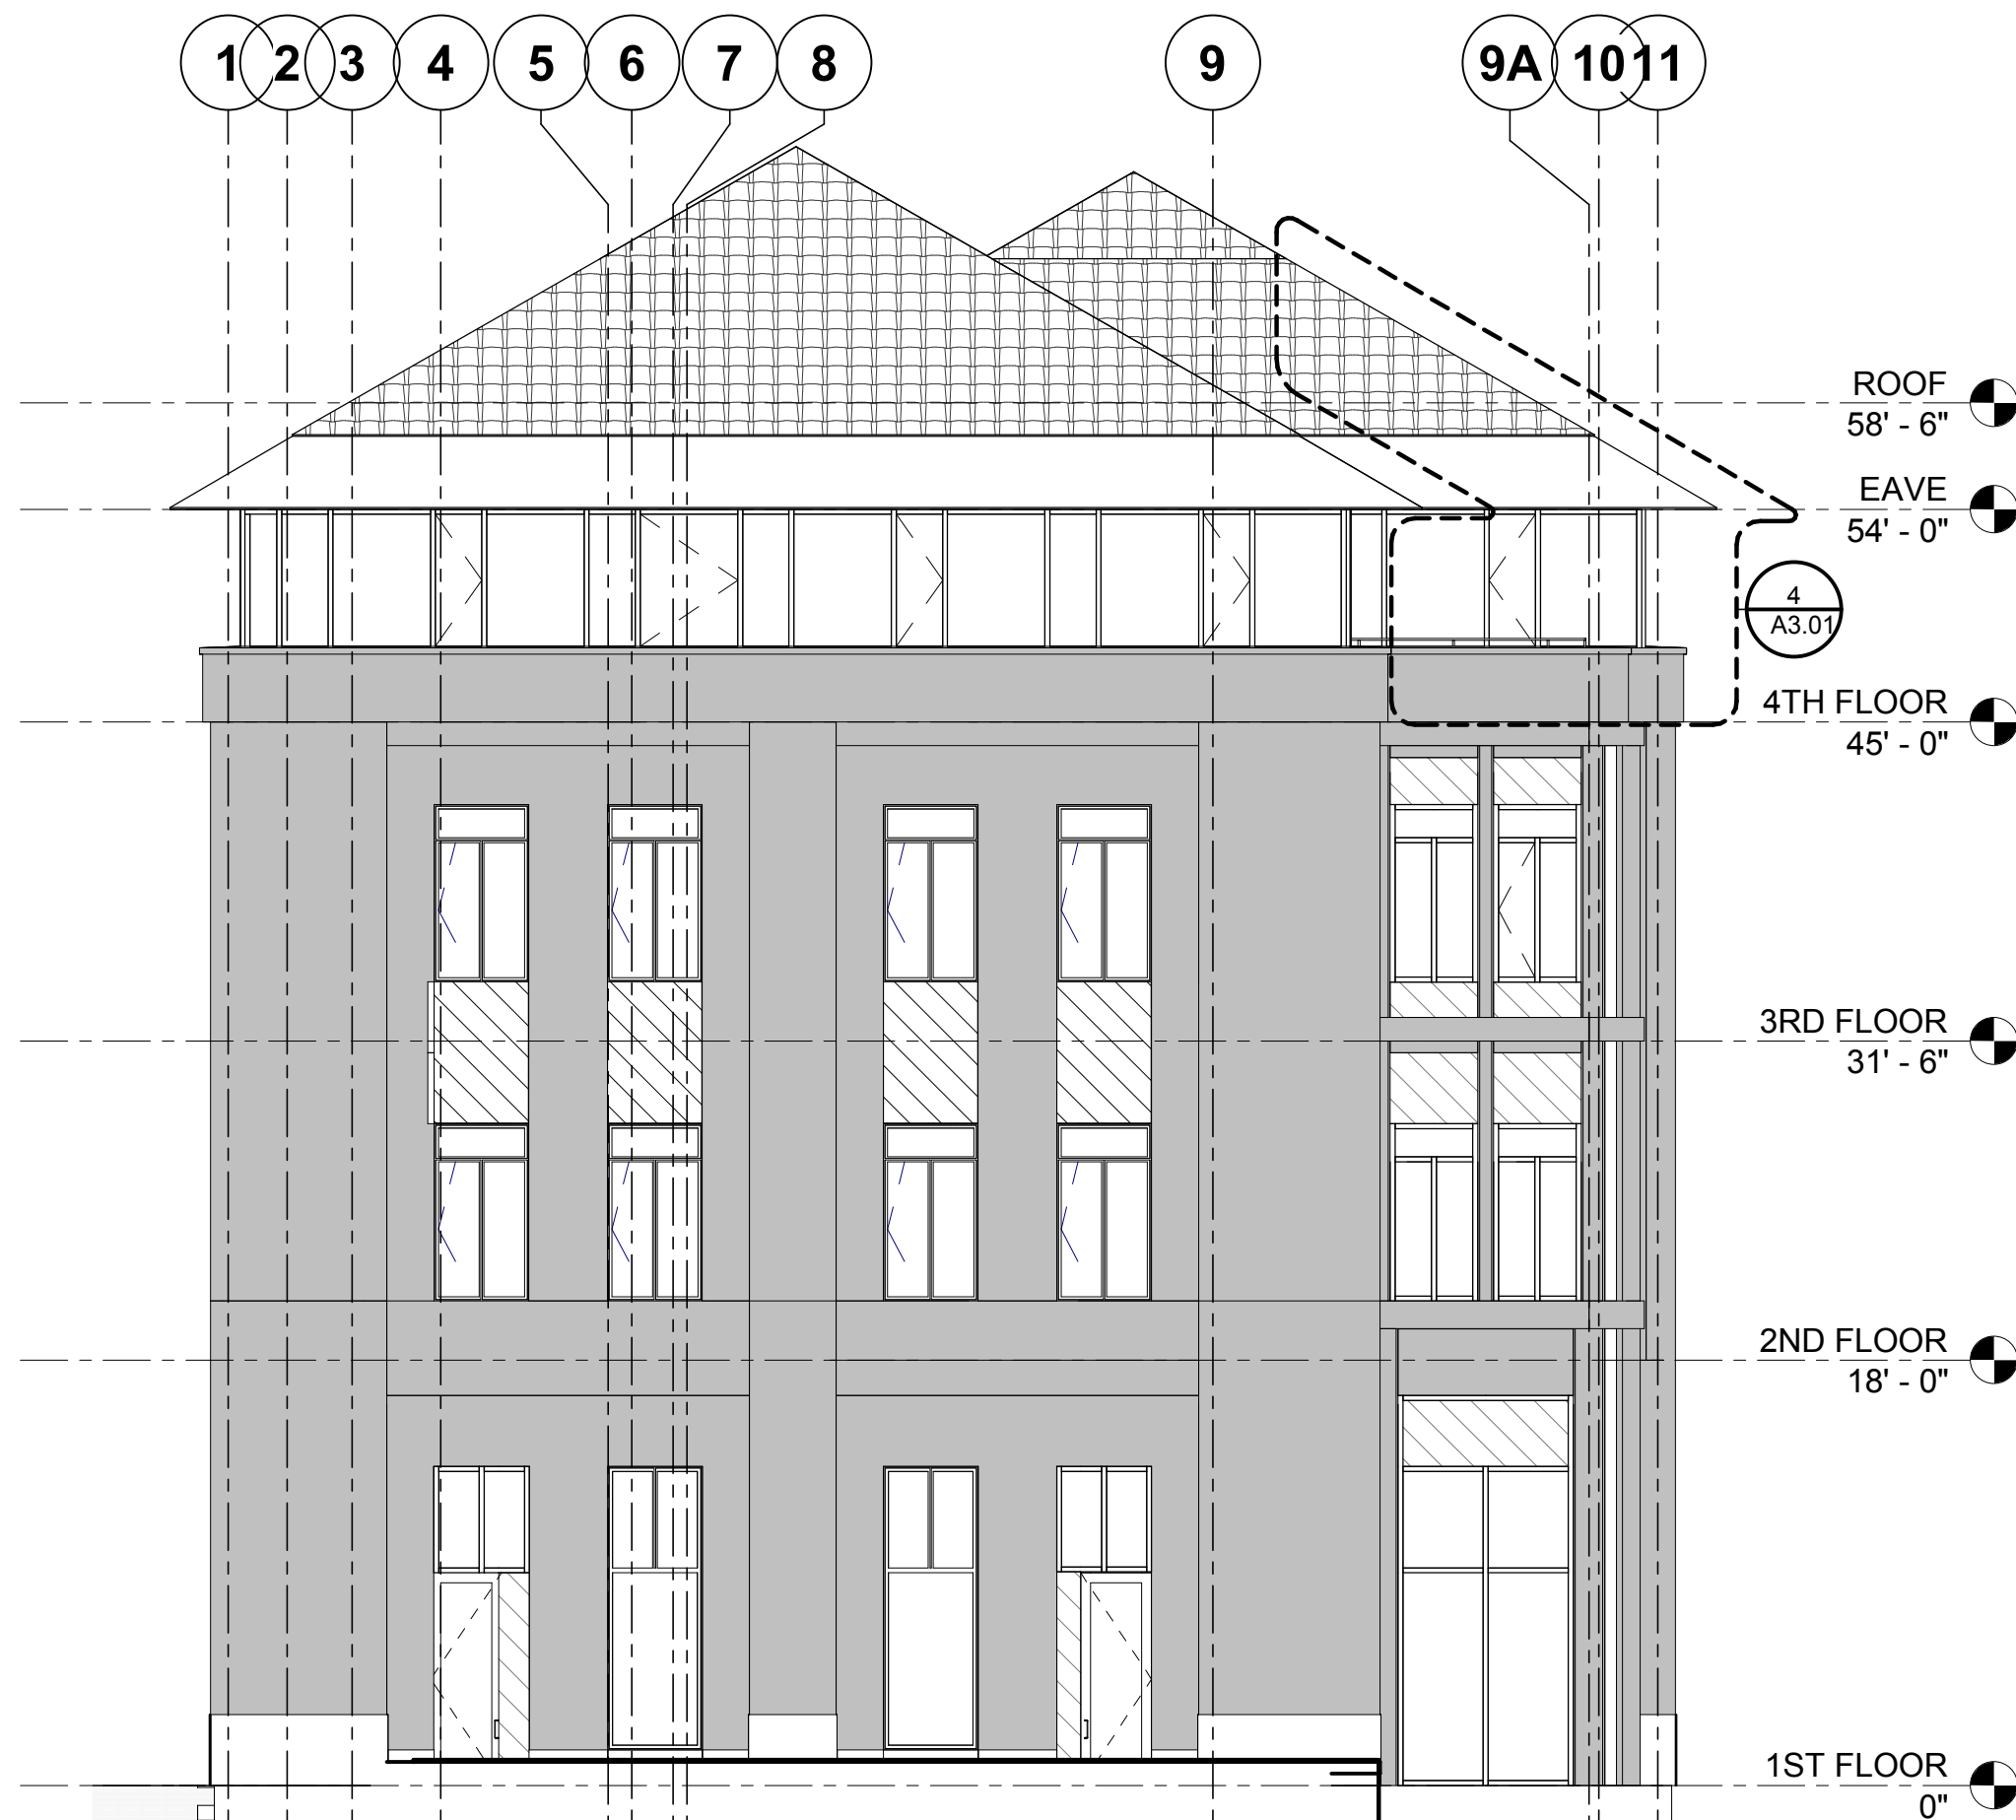 1 2 3 4 5 6 7 8 9 9A 10 11
ROOF
58' - 6"
EAVE
54' - 0"
4
A3.01
4TH FLOOR
45' - 0"
3RD FLOOR
31' - 6"
2ND FLOOR
18' - 0"
1ST FLOOR
0"